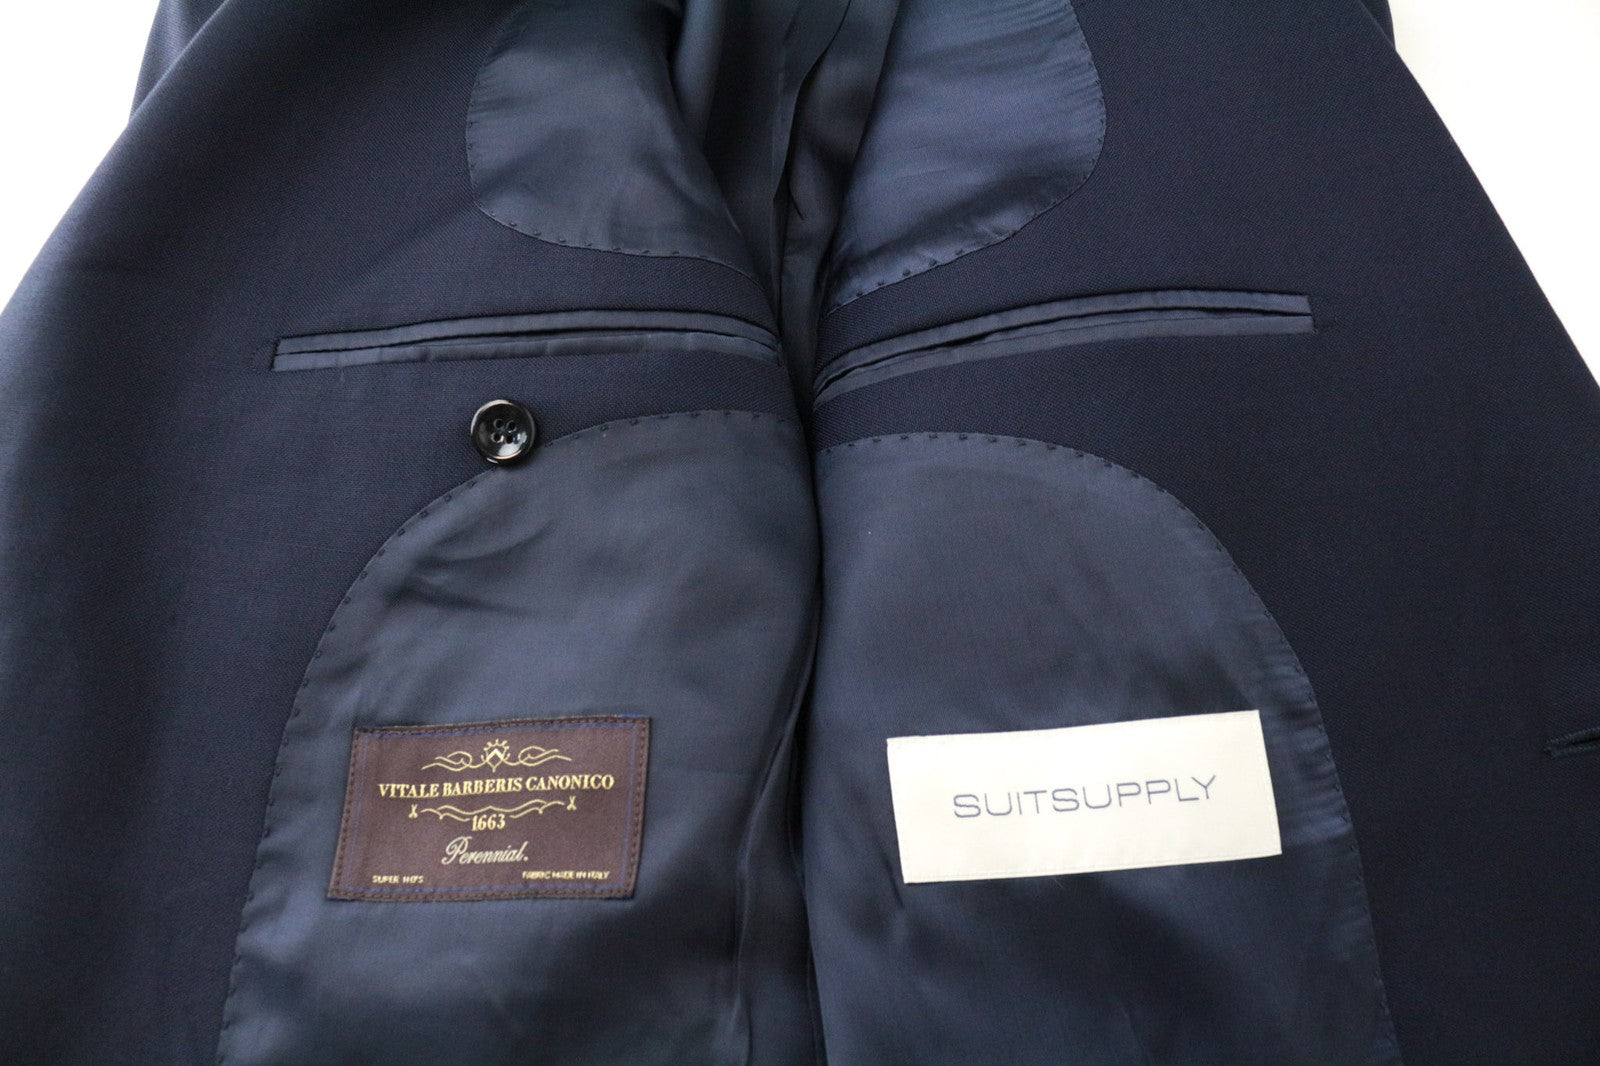 VITALE BARBERIS CANONICO
1663
Perennial.
SUPER 110'S FABRIC MADE IN ITALY
SUITSUPPLY